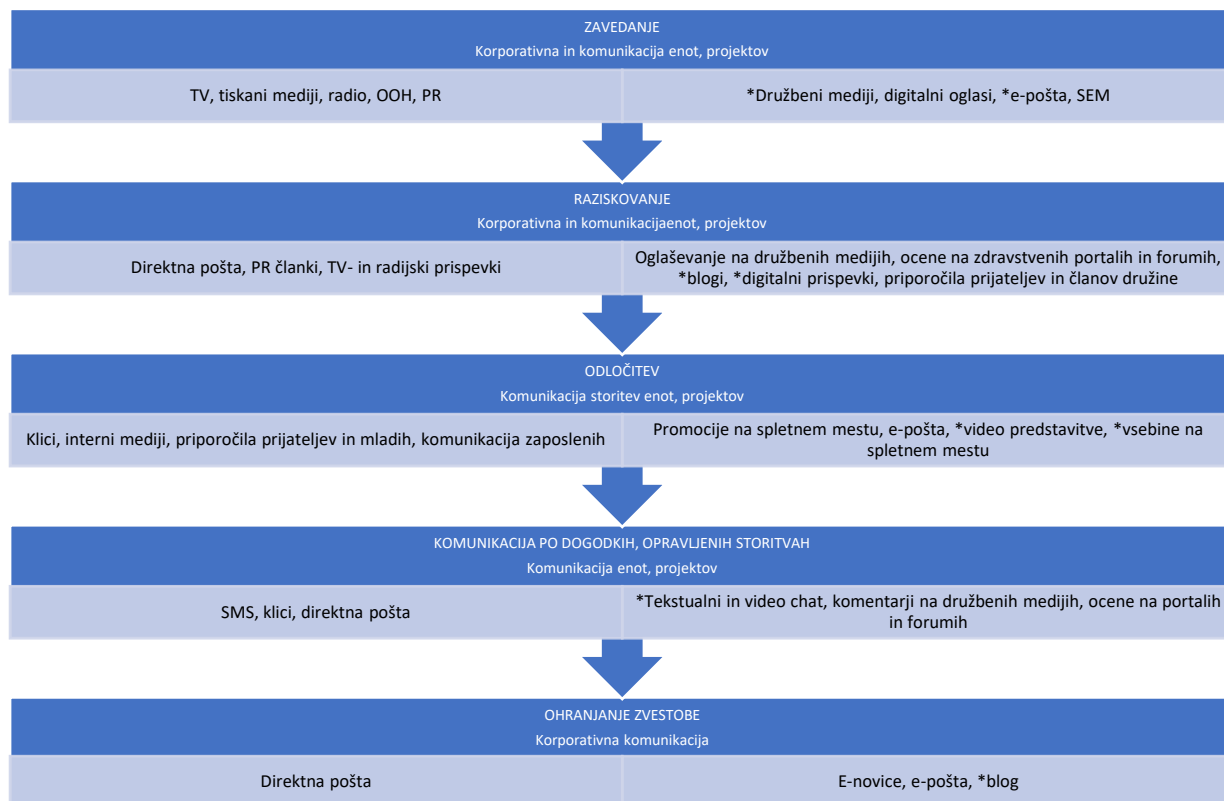 ZAVEDANJE
Korporativna in komunikacija enot, projektov
TV, tiskani mediji, radio, OOH, PR
*Družbeni mediji, digitalni oglasi, *e-pošta, SEM
RAZISKOVANJE
Korporativna in komunikacijaenot, projektov
Direktna pošta, PR članki, TV- in radijski prispevki
Oglaševanje na družbenih medijih, ocene na zdravstvenih portalih in forumih,
*blogi, *digitalni prispevki, priporočila prijateljev in članov družine
ODLOČITEV
Komunikacija storitev enot, projektov
Klici, interni mediji, priporočila prijateljev in mladih, komunikacija zaposlenih
Promocije na spletnem mestu, e-pošta, *video predstavitve, *vsebine na
spletnem mestu
KOMUNIKACIJA PO DOGODKIH, OPRAVLJENIH STORITVAH
Komunikacija enot, projektov
SMS, klici, direktna pošta
*Tekstualni in video chat, komentarji na družbenih medijih, ocene na portalih
in forumih
OHRANJANJE ZVESTOBE
Korporativna komunikacija
Direktna pošta
E-novice, e-pošta, *blog